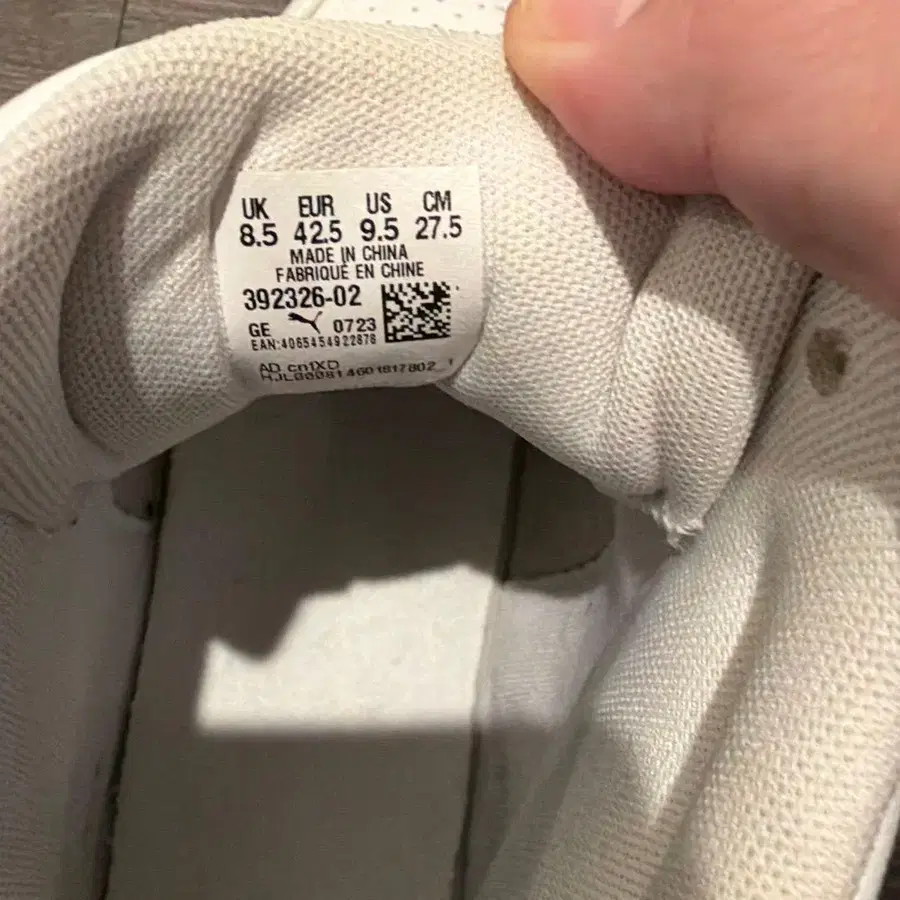 UK EUR US CM
8.5 42.5 9.5 27.5
MADE IN CHINA
FABRIQUÉ EN CHINE
392326-02
GE 0723
EAN:4065454922878
AD cn1XD